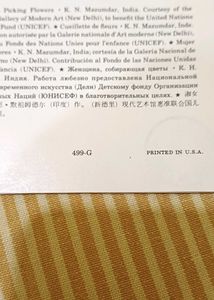 Picking Flowers • K. N. Mazumdar, India. Courtesy of the
Gallery of Modern Art (New Delhi), to benefit the United Nations
Fund (UNICEF). ★ Cueillette de fleurs • K. N. Mazumdar, Inde.
autorisée par la Galerie nationale d'Art moderne (New Delhi),
Fonds des Nations Unies pour l'enfance (UNICEF). ★ Mujer
flores • K. N. Mazumdar, India; cortesía de la Galería Nacional de
(New Delhi). Contribución al Fondo de las Naciones Unidas
(UNICEF). ★ Женщина, собирающая цветы • К. Н.
Индия. Работа любезно предоставлена Национальной
современного искусства (Дели) Детскому фонду Организации
Наций (ЮНИСЕФ) в благотворительных целях. ★ 淑女
(印度) 作。 (新德里) 現代艺术馆惠准联合国儿
499-G PRINTED IN U.S.A.